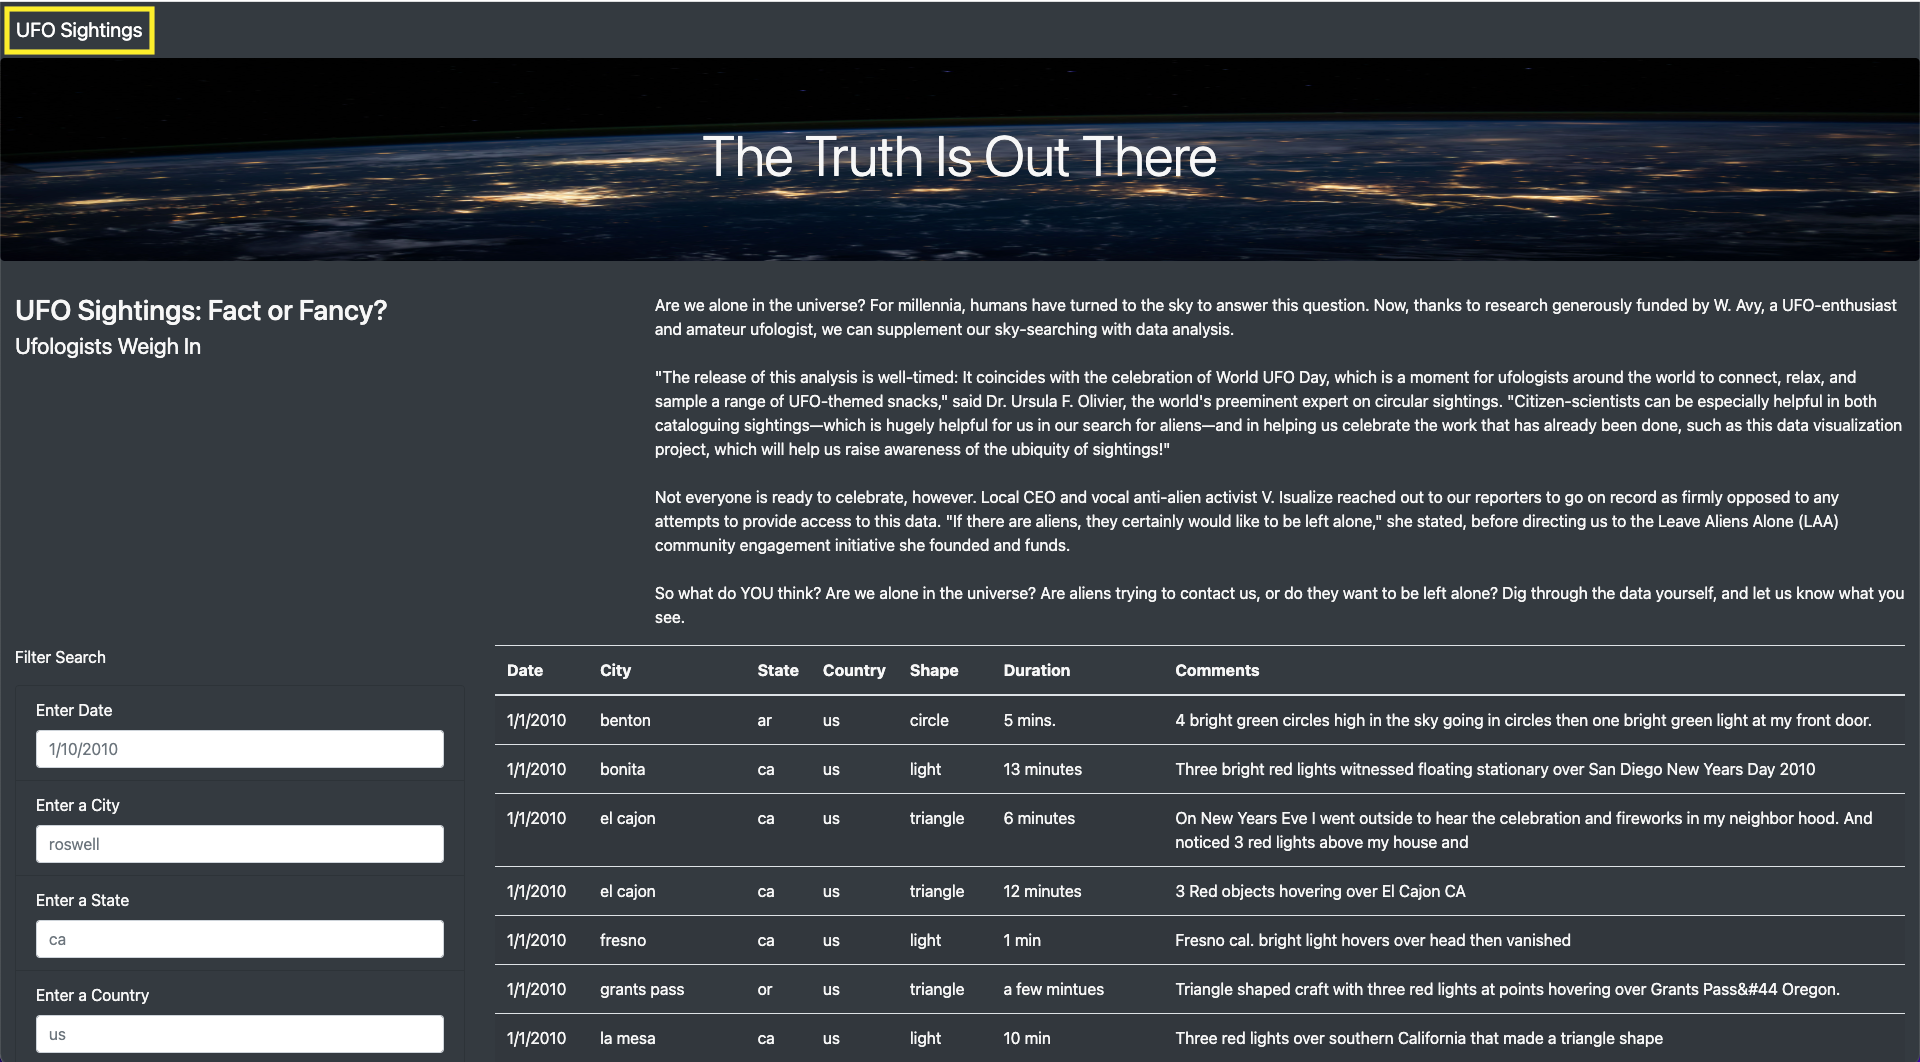 UFO Sightings
The Truth Is Out There
UFO Sightings: Fact or Fancy?
Ufologists Weigh In
Are we alone in the universe? For millennia, humans have turned to the sky to answer this question. Now, thanks to research generously funded by W. Avy, a UFO-enthusiast
and amateur ufologist, we can supplement our sky-searching with data analysis.
"The release of this analysis is well-timed: It coincides with the celebration of World UFO Day, which is a moment for ufologists around the world to connect, relax, and
sample a range of UFO-themed snacks," said Dr. Ursula F. Olivier, the world's preeminent expert on circular sightings. "Citizen-scientists can be especially helpful in both
cataloguing sightings—which is hugely helpful for us in our search for aliens—and in helping us celebrate the work that has already been done, such as this data visualization
project, which will help us raise awareness of the ubiquity of sightings!"
Not everyone is ready to celebrate, however. Local CEO and vocal anti-alien activist V. Isualize reached out to our reporters to go on record as firmly opposed to any
attempts to provide access to this data. "If there are aliens, they certainly would like to be left alone," she stated, before directing us to the Leave Aliens Alone (LAA)
community engagement initiative she founded and funds.
So what do YOU think? Are we alone in the universe? Are aliens trying to contact us, or do they want to be left alone? Dig through the data yourself, and let us know what you
see.
Filter Search
Enter Date
1/10/2010
Enter a City
roswell
Enter a State
ca
Enter a Country
us
Date City State Country Shape Duration Comments
1/1/2010 benton ar us circle 5 mins. 4 bright green circles high in the sky going in circles then one bright green light at my front door.
1/1/2010 bonita ca us light 13 minutes Three bright red lights witnessed floating stationary over San Diego New Years Day 2010
1/1/2010 el cajon ca us triangle 6 minutes On New Years Eve I went outside to hear the celebration and fireworks in my neighbor hood. And
noticed 3 red lights above my house and
1/1/2010 el cajon ca us triangle 12 minutes 3 Red objects hovering over El Cajon CA
1/1/2010 fresno ca us light 1 min Fresno cal. bright light hovers over head then vanished
1/1/2010 grants pass or us triangle a few mintues Triangle shaped craft with three red lights at points hovering over Grants Pass&#44 Oregon.
1/1/2010 la mesa ca us light 10 min Three red lights over southern California that made a triangle shape